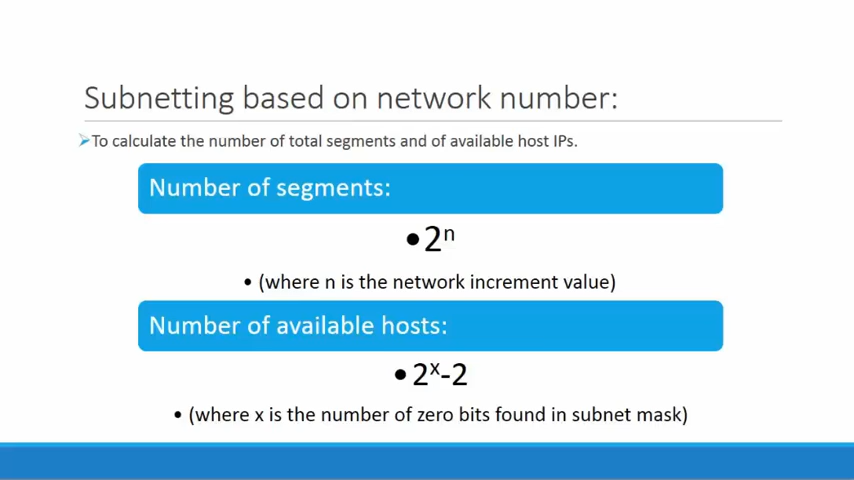 Subnetting based on network number:
➢To calculate the number of total segments and of available host IPs.
Number of segments:
•2ⁿ
• (where n is the network increment value)
Number of available hosts:
•2ˣ-2
• (where x is the number of zero bits found in subnet mask)